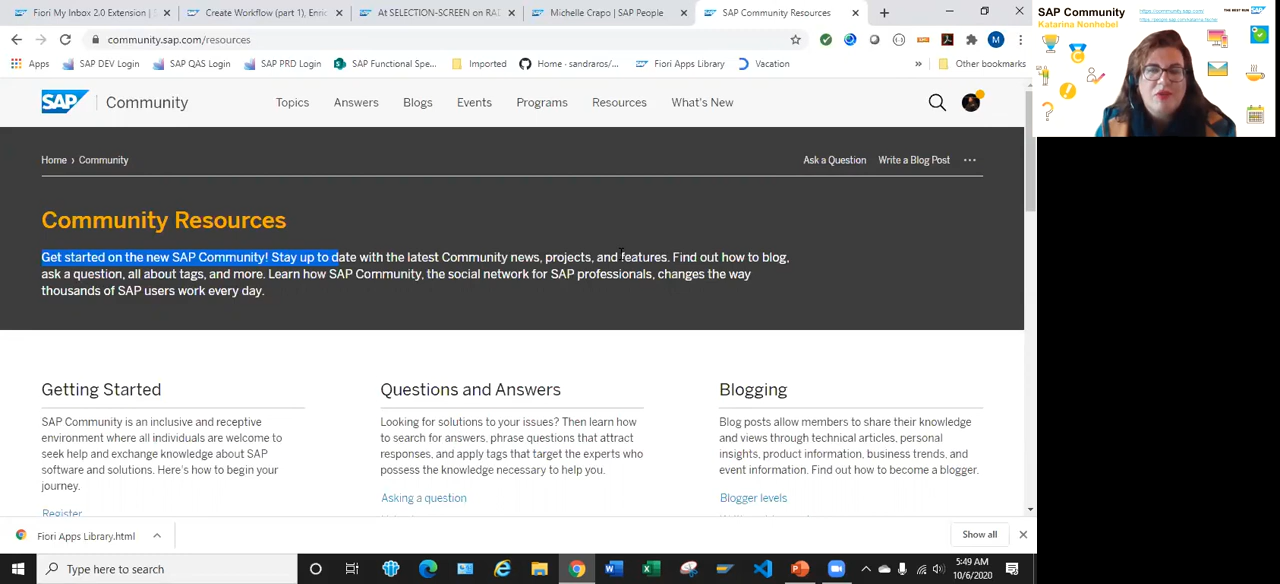 Fiori My Inbox 2.0 Extension |
Create Workflow (part 1), Enric
At SELECTION-SCREEN on RAD
Michelle Crapo | SAP People
SAP Community Resources
community.sap.com/resources
M
Apps
SAP DEV Login
SAP QAS Login
SAP PRD Login
SAP Functional Spe...
Imported
Home · sandraros/...
Fiori Apps Library
Vacation
Other bookmarks
SAP Community
Katarina Nonhebel
THE BEST RUN SAP
SAP Community
Topics
Answers
Blogs
Events
Programs
Resources
What's New
Home › Community
Ask a Question
Write a Blog Post
Community Resources
Get started on the new SAP Community! Stay up to date with the latest Community news, projects, and features. Find out how to blog,
ask a question, all about tags, and more. Learn how SAP Community, the social network for SAP professionals, changes the way
thousands of SAP users work every day.
Getting Started
SAP Community is an inclusive and receptive
environment where all individuals are welcome to
seek help and exchange knowledge about SAP
software and solutions. Here's how to begin your
journey.
Register
Questions and Answers
Looking for solutions to your issues? Then learn how
to search for answers, phrase questions that attract
responses, and apply tags that target the experts who
possess the knowledge necessary to help you.
Asking a question
Blogging
Blog posts allow members to share their knowledge
and views through technical articles, personal
insights, product information, business trends, and
event information. Find out how to become a blogger.
Blogger levels
Fiori Apps Library.html
Show all
Type here to search
5:49 AM
10/6/2020